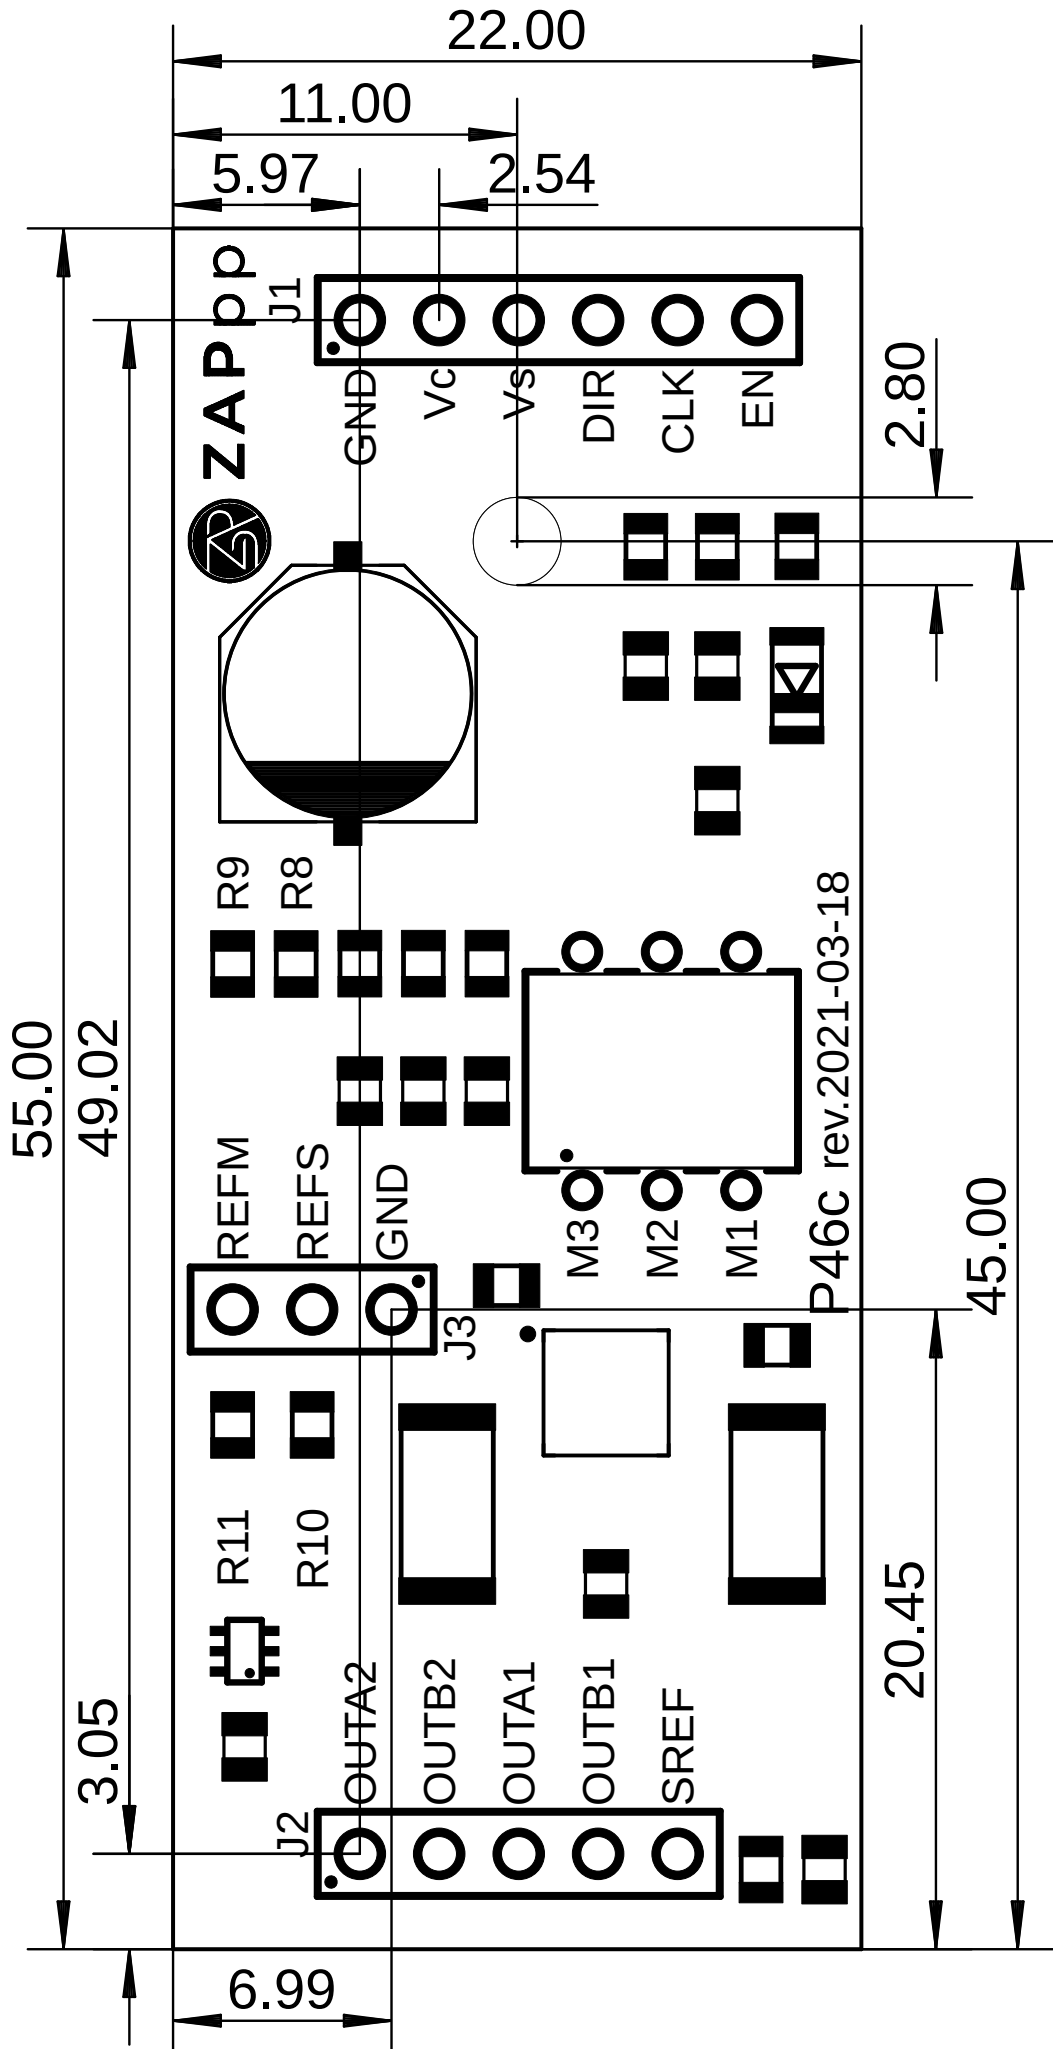 22.00
11.00
5.97
2.54
ZAPpp
J1
GND
Vc
Vs
DIR
CLK
EN
2.80
R9
R8
rev.2021-03-18
P46c
55.00
49.02
REFM
REFS
GND
M3
M2
M1
45.00
J3
R11
R10
20.45
3.05
OUTA2
OUTB2
OUTA1
OUTB1
SREF
J2
6.99